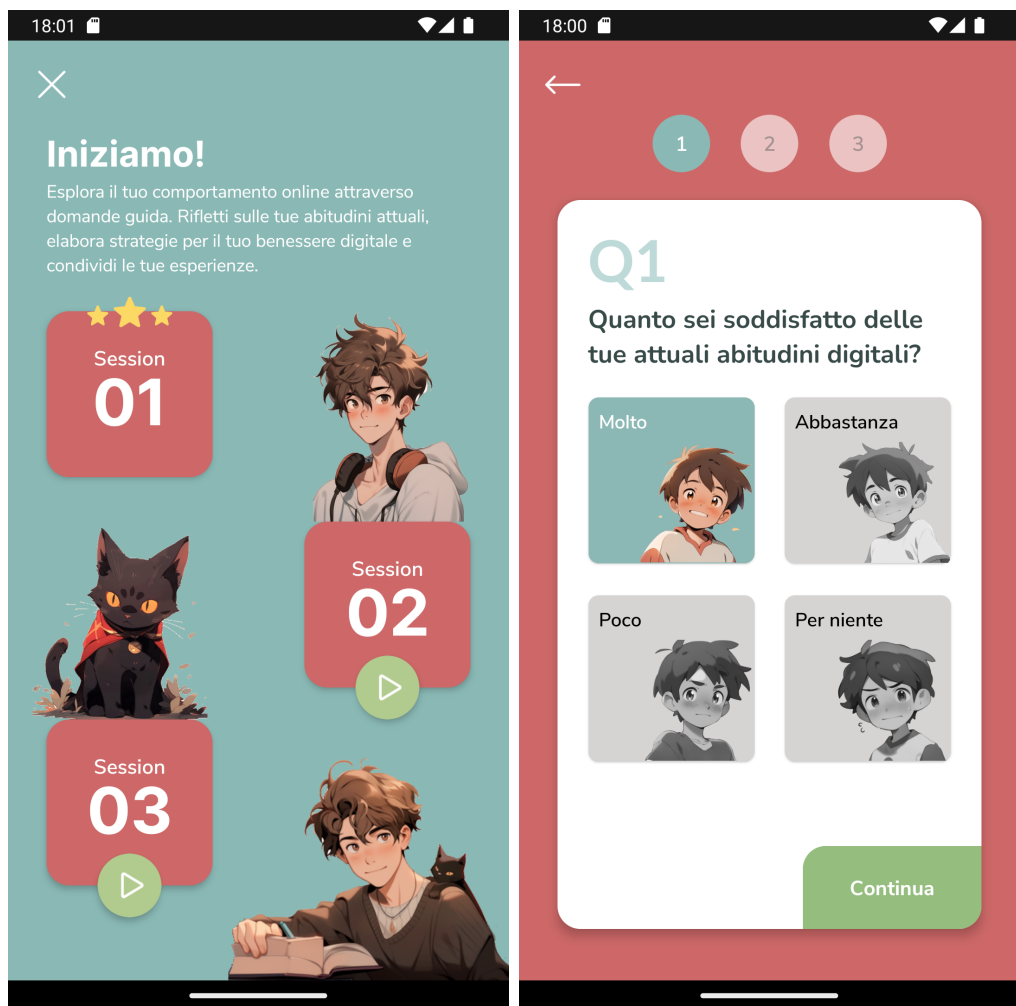 18:01
Iniziamo!
Esplora il tuo comportamento online attraverso
domande guida. Rifletti sulle tue abitudini attuali,
elabora strategie per il tuo benessere digitale e
condividi le tue esperienze.
Session
01
Session
02
Session
03
18:00
1 2 3
Q1
Quanto sei soddisfatto delle
tue attuali abitudini digitali?
Molto
Abbastanza
Poco
Per niente
Continua